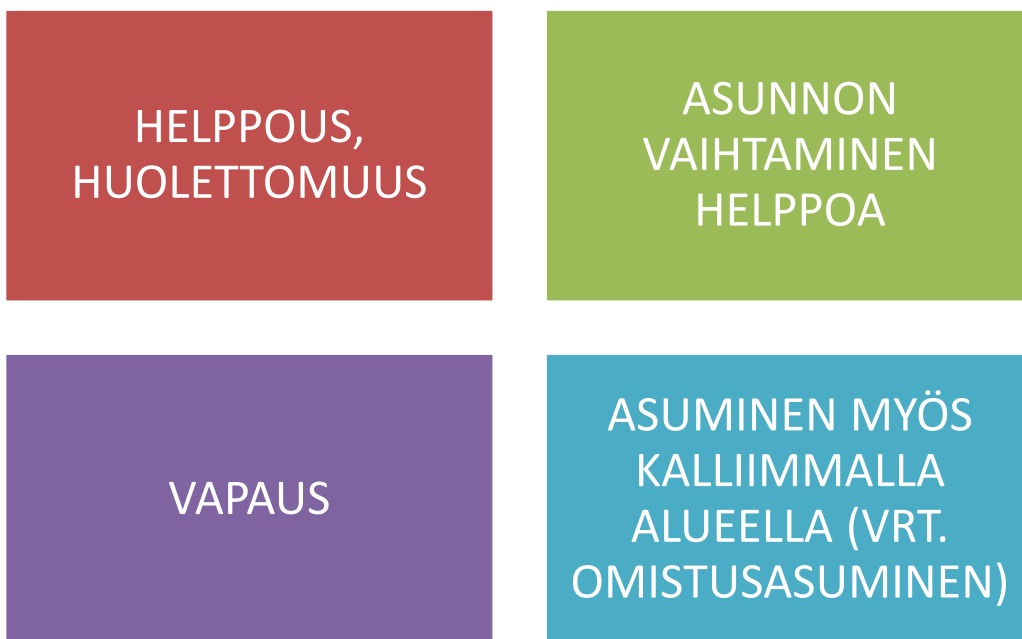 HELPPOUS,
HUOLETTOMUUS
ASUNNON
VAIHTAMINEN
HELPPOA
VAPAUS
ASUMINEN MYÖS
KALLIIMMALLA
ALUEELLA (VRT.
OMISTUSASUMINEN)